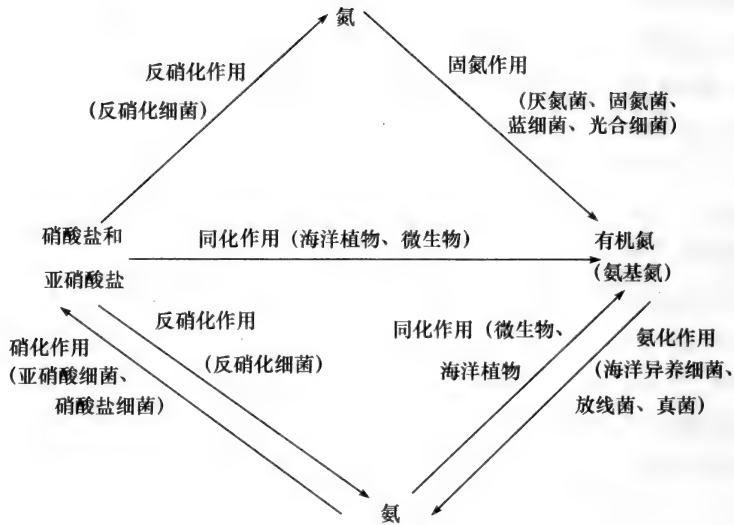 氮
反硝化作用
(反硝化细菌)
固氮作用
(厌氮菌、固氮菌、
蓝细菌、光合细菌)
硝酸盐和
亚硝酸盐
同化作用(海洋植物、微生物)
有机氮
(氨基氮)
反硝化作用
(反硝化细菌)
硝化作用
(亚硝酸细菌、
硝酸盐细菌)
同化作用(微生物、
海洋植物
氨化作用
(海洋异养细菌、
放线菌、真菌)
氨